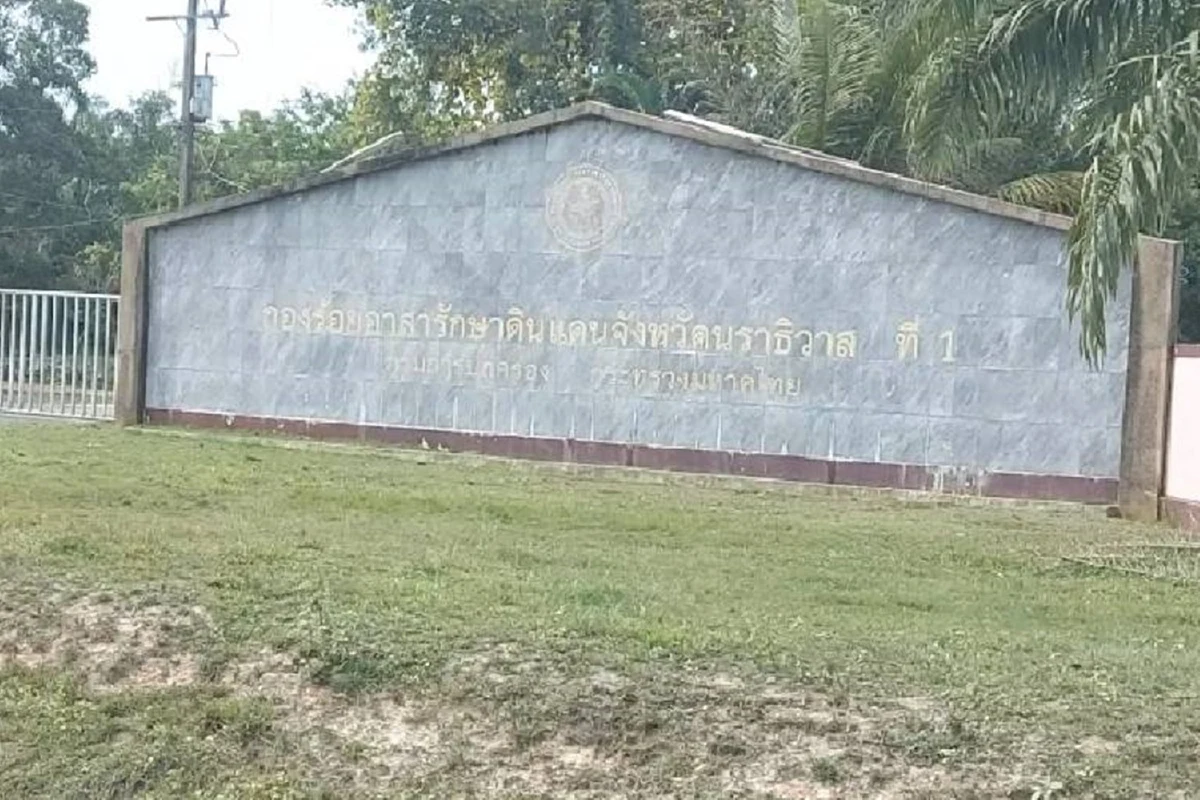 กองร้อยอาสารักษาดินแดนจังหวัดนราธิวาส ที่ 1
กรมการปกครอง กระทรวงมหาดไทย